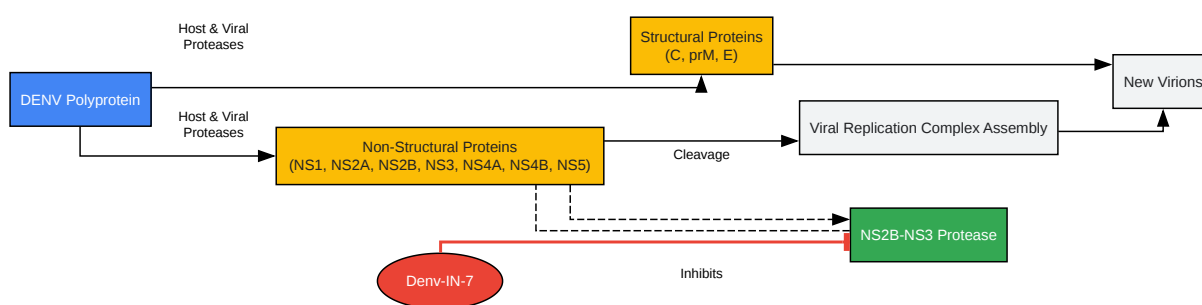 Host & Viral
Proteases
Structural Proteins
(C, prM, E)
DENV Polyprotein
New Virions
Host & Viral
Proteases
Non-Structural Proteins
(NS1, NS2A, NS2B, NS3, NS4A, NS4B, NS5)
Cleavage
Viral Replication Complex Assembly
NS2B-NS3 Protease
Denv-IN-7
Inhibits